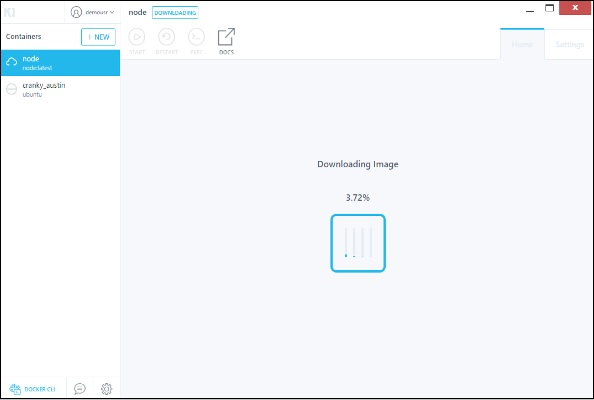 demousr
node DOWNLOADING
Containers
+ NEW
START
RESTART
EXEC
DOCS
Home
Settings
node
node:latest
cranky_austin
ubuntu
Downloading Image
3.72%
DOCKER CLI